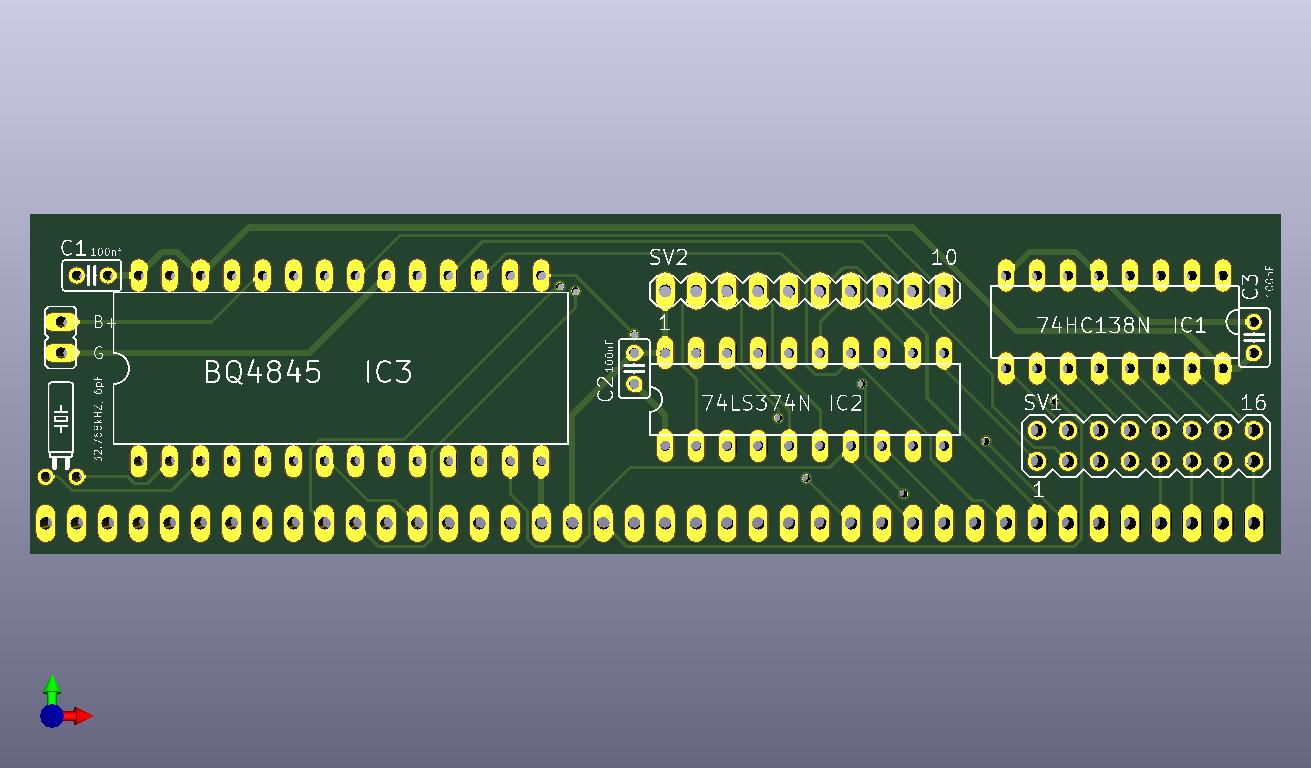 C1 100nF
SV2 10
C3 100nF
B+
1
74HC138N IC1
G
BQ4845 IC3
C2 100nF
32.768kHZ, 6pF
74LS374N IC2
SV1 16
1